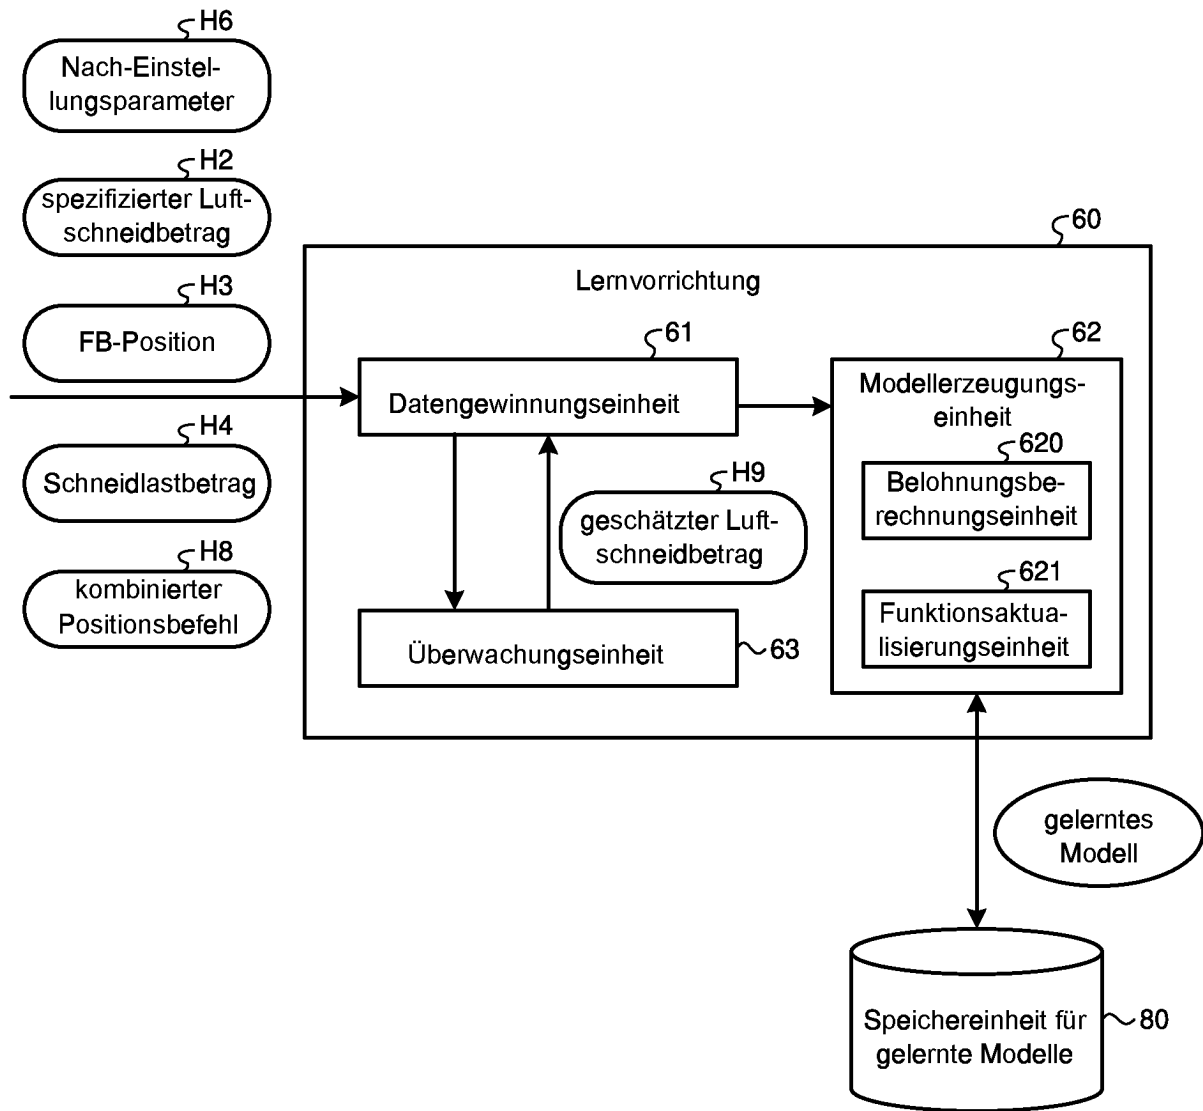 H6
Nach-Einstel-
lungsparameter
H2
spezifizierter Luft-
schneidbetrag
H3
FB-Position
H4
Schneidlastbetrag
H8
kombinierter
Positionsbefehl
60
Lernvorrichtung
61
Datengewinnungseinheit
62
Modellerzeugungs-
einheit
620
Belohnungsbe-
rechnungseinheit
621
Funktionsaktua-
lisierungseinheit
H9
geschätzter Luft-
schneidbetrag
Überwachungseinheit
63
gelerntes
Modell
Speichereinheit für
gelernte Modelle
80